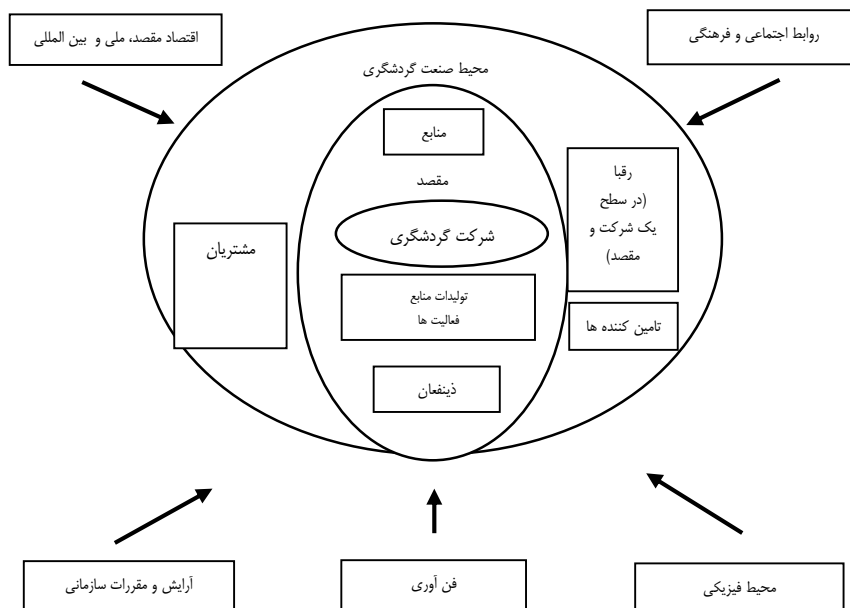 روابط اجتماعی و فرهنگی
اقتصاد مقصد، ملی و بین المللی
محیط صنعت گردشگری
منابع
مقصد
رقبا
(در سطح
یک شرکت و
مقصد)
شرکت گردشگری
مشتریان
تولیدات منابع
فعالیت ها
تامین کننده ها
ذینفعان
محیط فیزیکی
فن آوری
آرایش و مقررات سازمانی